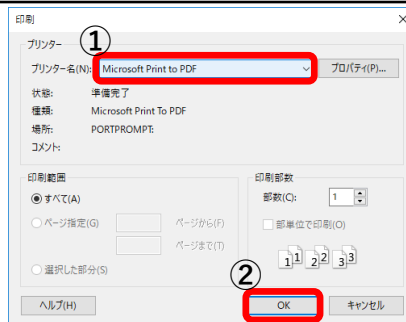 印刷
①
プリンター
プリンター名(N): Microsoft Print to PDF プロパティ(P)...
状態: 準備完了
種類: Microsoft Print To PDF
場所: PORTPROMPT:
コメント:
印刷範囲
すべて(A)
ページ指定(G) ページから(F)
ページまで(T)
選択した部分(S)
印刷部数
部数(C): 1
部単位で印刷(O)
1 1 2 2 3 3
②
ヘルプ(H) OK キャンセル